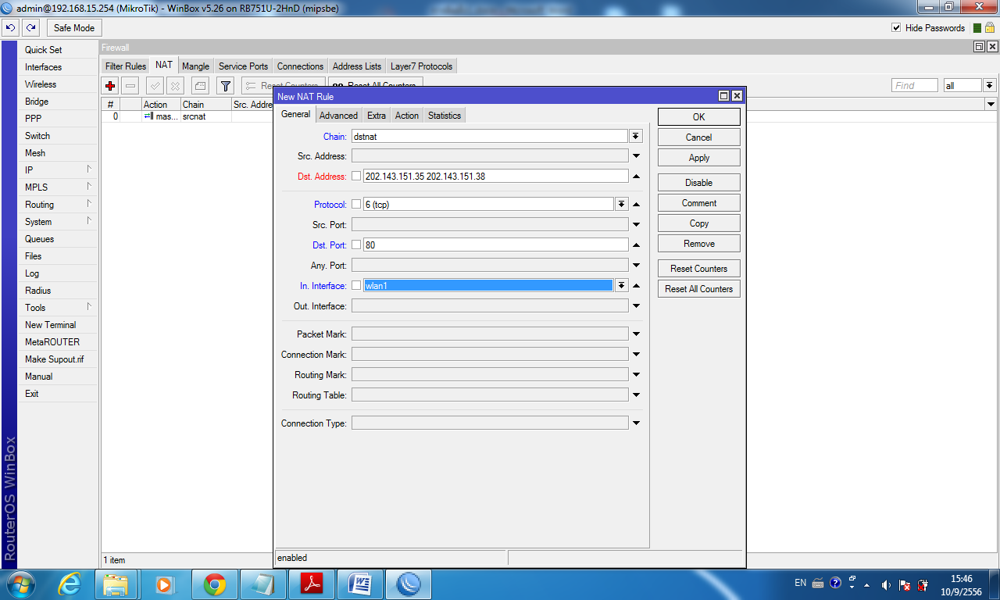 admin@192.168.15.254 (MikroTik) - WinBox v5.26 on RB751U-2HnD (mipsbe)
Safe Mode
Hide Passwords
Quick Set
Interfaces
Wireless
Bridge
PPP
Switch
Mesh
IP
MPLS
Routing
System
Queues
Files
Log
Radius
Tools
New Terminal
MetaROUTER
Make Supout.rif
Manual
Exit
RouterOS WinBox
Firewall
Filter Rules NAT Mangle Service Ports Connections Address Lists Layer7 Protocols
Reset Counters 00 Reset All Counters
Find all
# Action Chain Src. Addre
0 mas... srcnat
1 item
New NAT Rule
General Advanced Extra Action Statistics
Chain: dstnat
Src. Address:
Dst. Address: 202.143.151.35 202.143.151.38
Protocol: 6 (tcp)
Src. Port:
Dst. Port: 80
Any. Port:
In. Interface: wlan1
Out. Interface:
Packet Mark:
Connection Mark:
Routing Mark:
Routing Table:
Connection Type:
enabled
OK
Cancel
Apply
Disable
Comment
Copy
Remove
Reset Counters
Reset All Counters
EN
15:46
10/9/2556